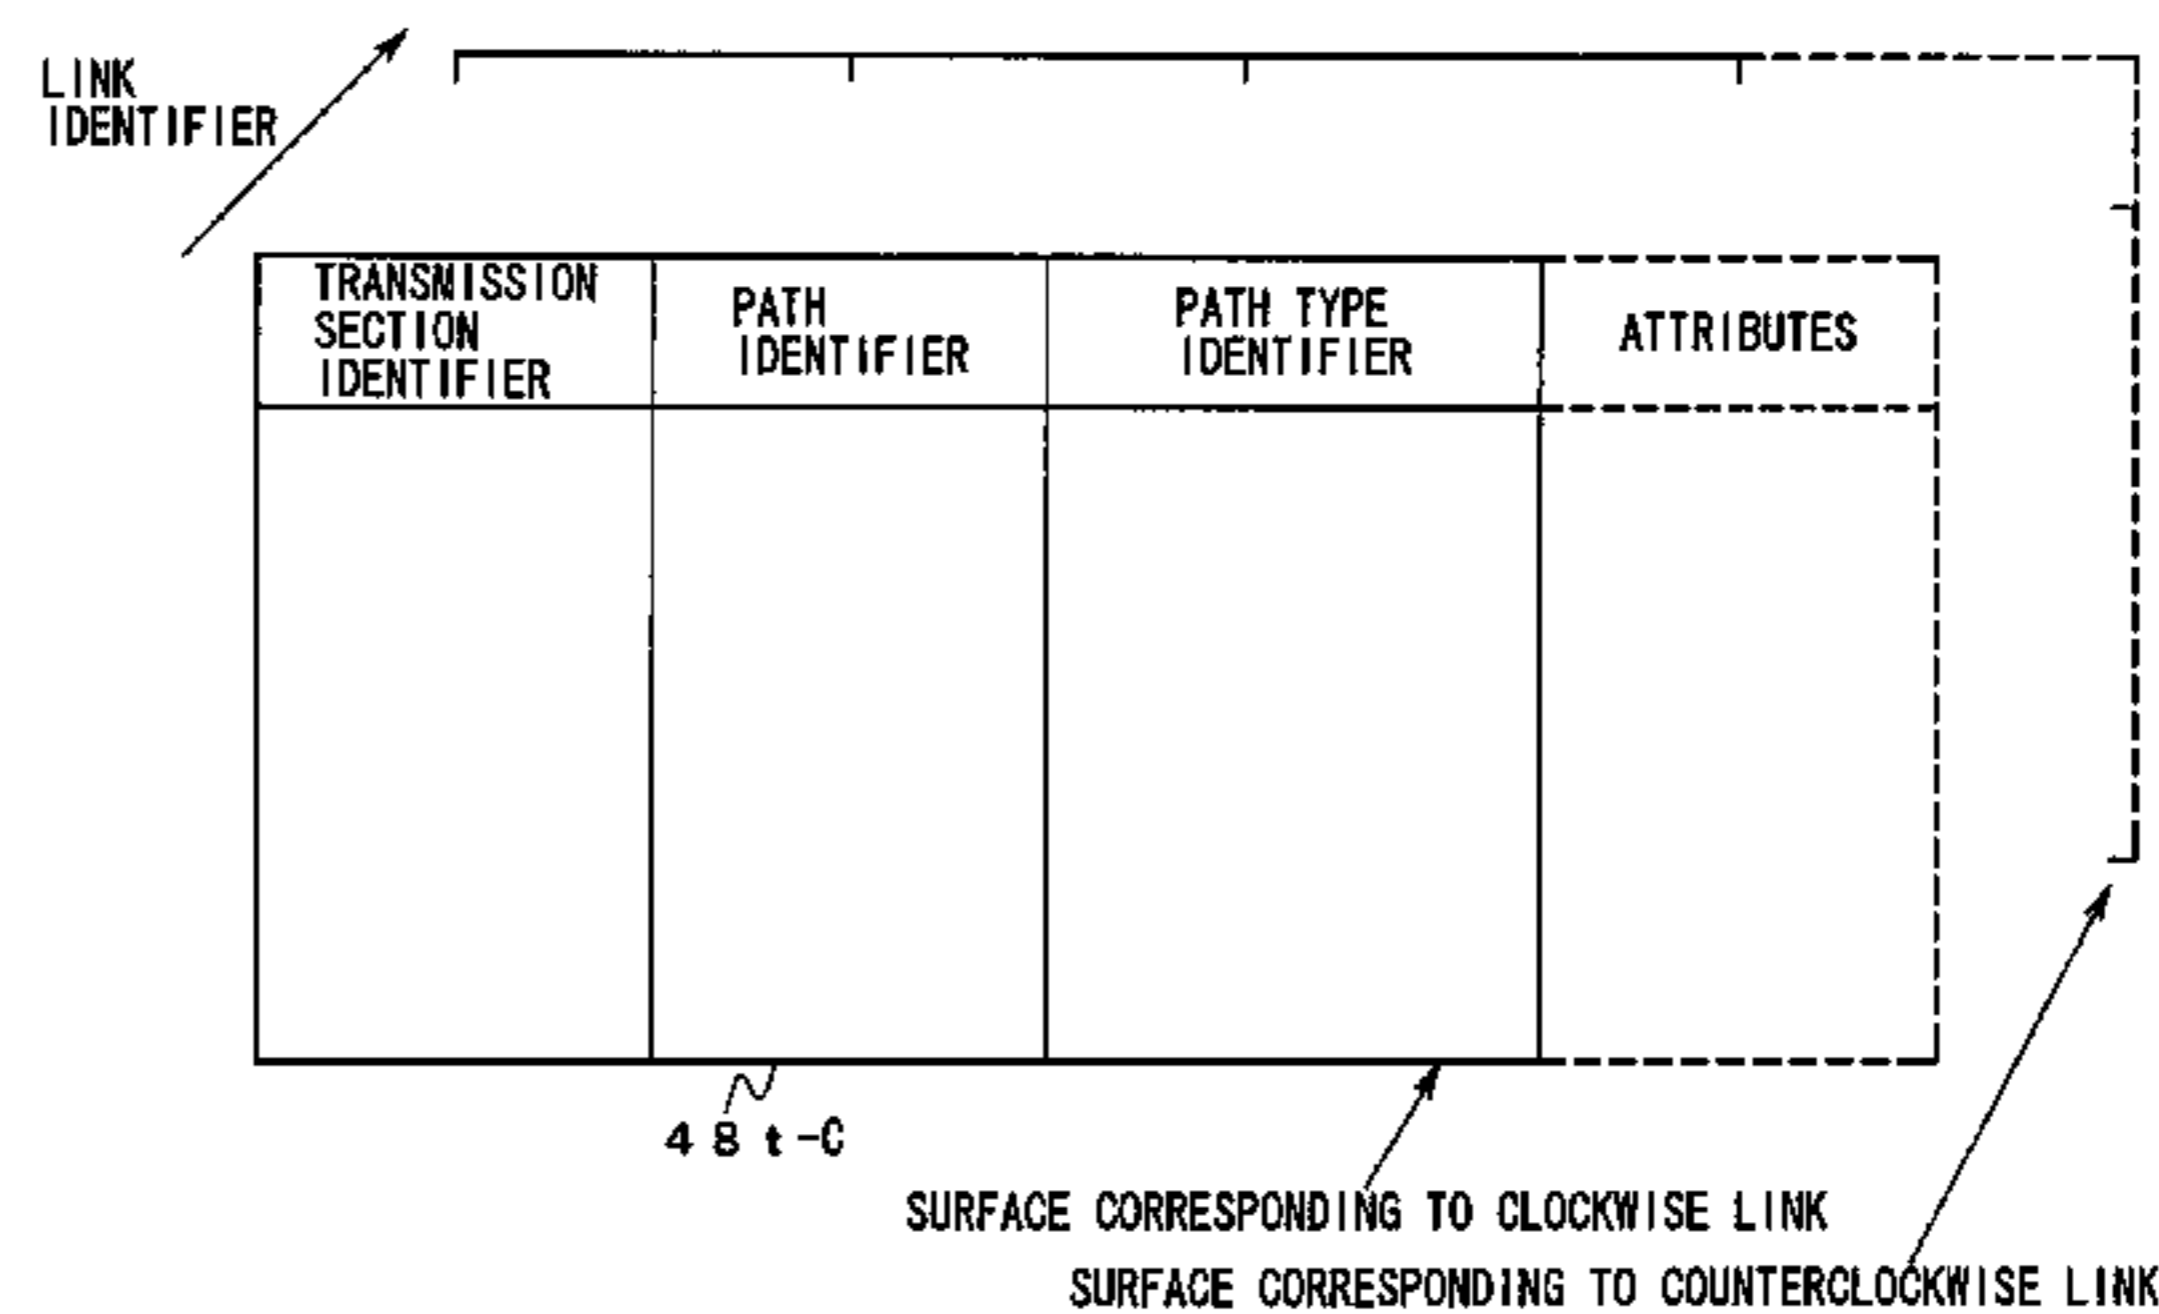 LINK
IDENTIFIER
TRANSMISSION
SECTION
IDENTIFIER
PATH
IDENTIFIER
PATH TYPE
IDENTIFIER
ATTRIBUTES
48t-C
SURFACE CORRESPONDING TO CLOCKWISE LINK
SURFACE CORRESPONDING TO COUNTERCLOCKWISE LINK